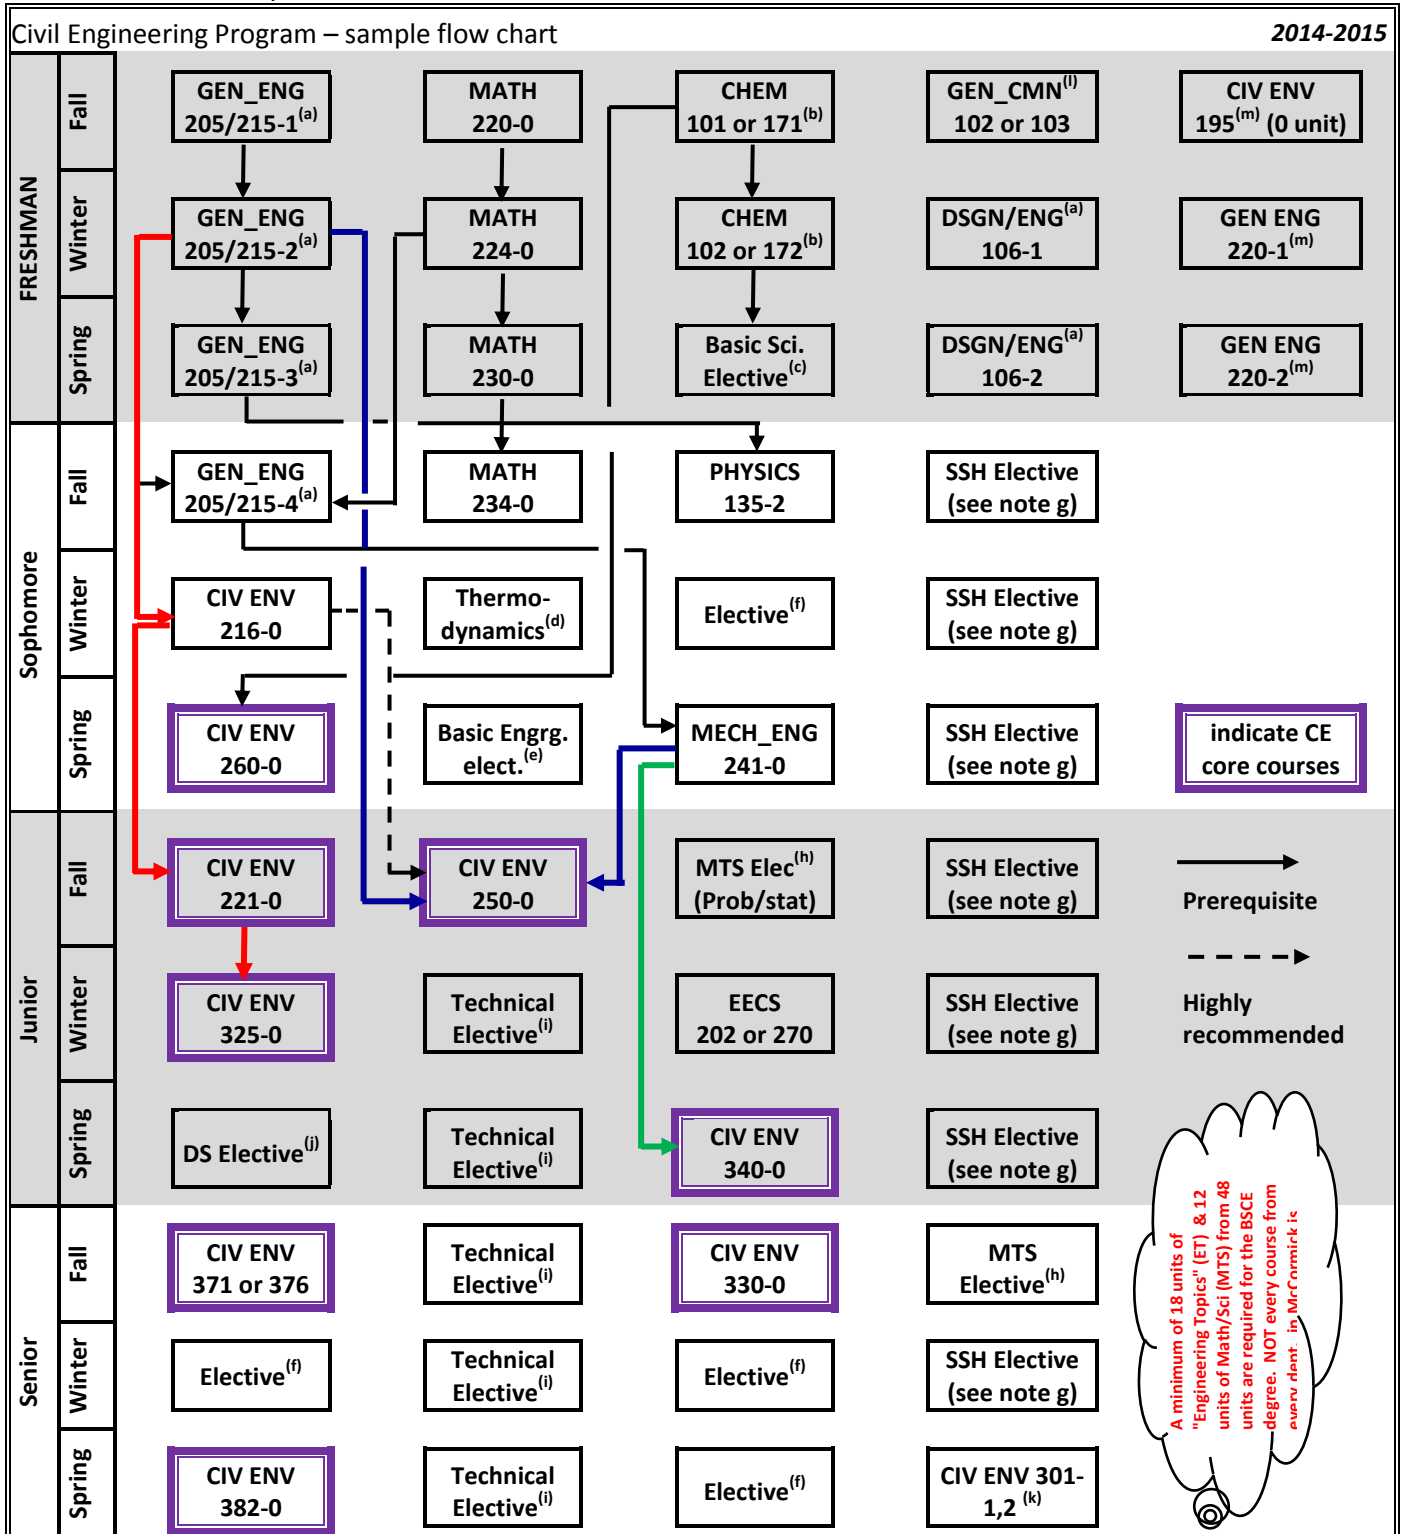 Civil Engineering Program – sample flow chart 2014-2015
FRESHMAN
Fall
GEN_ENG
205/215-1(a)
MATH
220-0
CHEM
101 or 171(b)
GEN_CMN(l)
102 or 103
CIV ENV
195(m) (0 unit)
Winter
GEN_ENG
205/215-2(a)
MATH
224-0
CHEM
102 or 172(b)
DSGN/ENG(a)
106-1
GEN ENG
220-1(m)
Spring
GEN_ENG
205/215-3(a)
MATH
230-0
Basic Sci.
Elective(c)
DSGN/ENG(a)
106-2
GEN ENG
220-2(m)
Sophomore
Fall
GEN_ENG
205/215-4(a)
MATH
234-0
PHYSICS
135-2
SSH Elective
(see note g)
Winter
CIV ENV
216-0
Thermo-
dynamics(d)
Elective(f)
SSH Elective
(see note g)
Spring
CIV ENV
260-0
Basic Engrg.
elect.(e)
MECH_ENG
241-0
SSH Elective
(see note g)
indicate CE
core courses
Junior
Fall
CIV ENV
221-0
CIV ENV
250-0
MTS Elec(h)
(Prob/stat)
SSH Elective
(see note g)
Prerequisite
Winter
CIV ENV
325-0
Technical
Elective(i)
EECS
202 or 270
SSH Elective
(see note g)
Highly
recommended
Spring
DS Elective(j)
Technical
Elective(i)
CIV ENV
340-0
SSH Elective
(see note g)
Senior
Fall
CIV ENV
371 or 376
Technical
Elective(i)
CIV ENV
330-0
MTS
Elective(h)
Winter
Elective(f)
Technical
Elective(i)
Elective(f)
SSH Elective
(see note g)
Spring
CIV ENV
382-0
Technical
Elective(i)
Elective(f)
CIV ENV 301-
1,2 (k)
A minimum of 18 units of
"Engineering Topics" (ET) & 12
units of Math/Sci (MTS) from 48
units are required for the BSCE
degree. NOT every course from
every dept. in McCormick is